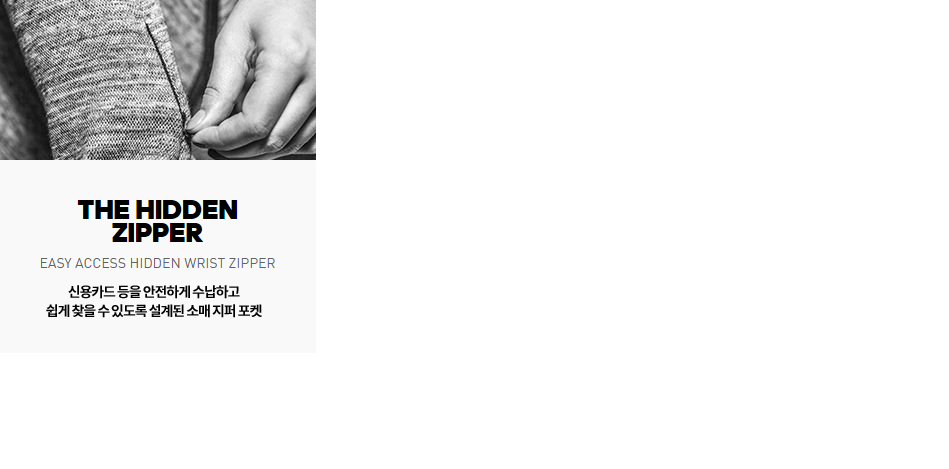 THE HIDDEN
ZIPPER
EASY ACCESS HIDDEN WRIST ZIPPER
신용카드 등을 안전하게 수납하고
쉽게 찾을 수 있도록 설계된 소매 지퍼 포켓